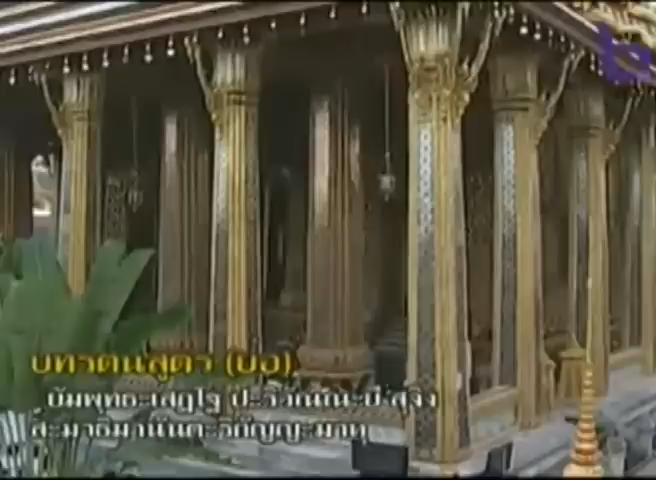 บทรตนสูตร (ย่อ)
ยัมพุทธะเสฏโฐ ปะริวัณณะยี สุจิง
สะมาธิมานันตะริกัญญะมาหุ